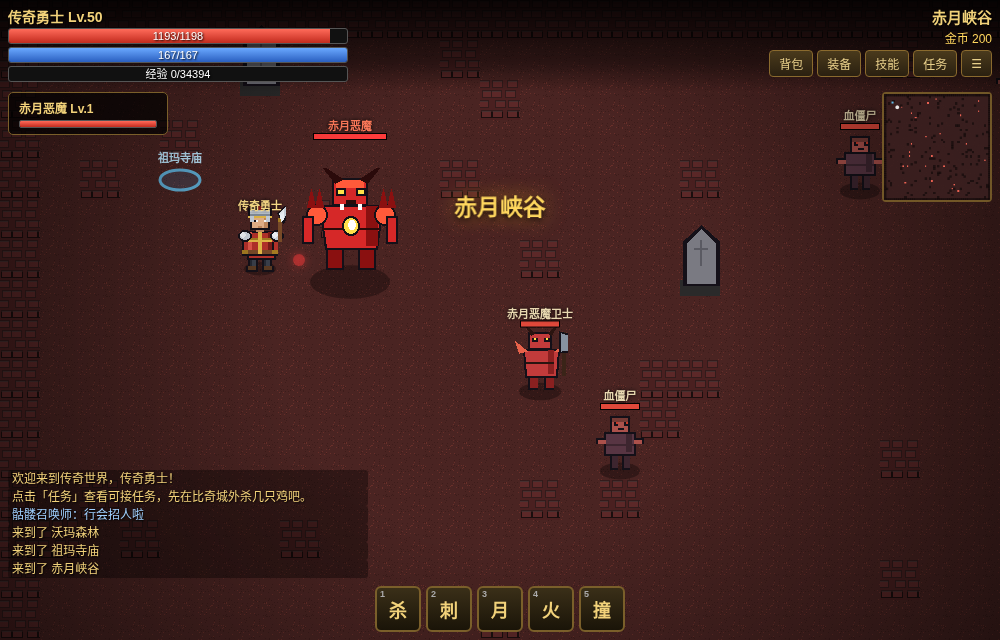 传奇勇士 Lv.50
1193/1198
167/167
经验 0/34394
赤月恶魔 Lv.1
赤月峡谷
金币 200
背包
装备
技能
任务
☰
赤月恶魔
血僵尸
祖玛寺庙
传奇勇士
赤月峡谷
赤月恶魔卫士
血僵尸
欢迎来到传奇世界，传奇勇士！
点击「任务」查看可接任务，先在比奇城外杀几只鸡吧。
骷髅召唤师：行会招人啦
来到了 沃玛森林
来到了 祖玛寺庙
来到了 赤月峡谷
1 杀
2 刺
3 月
4 火
5 撞